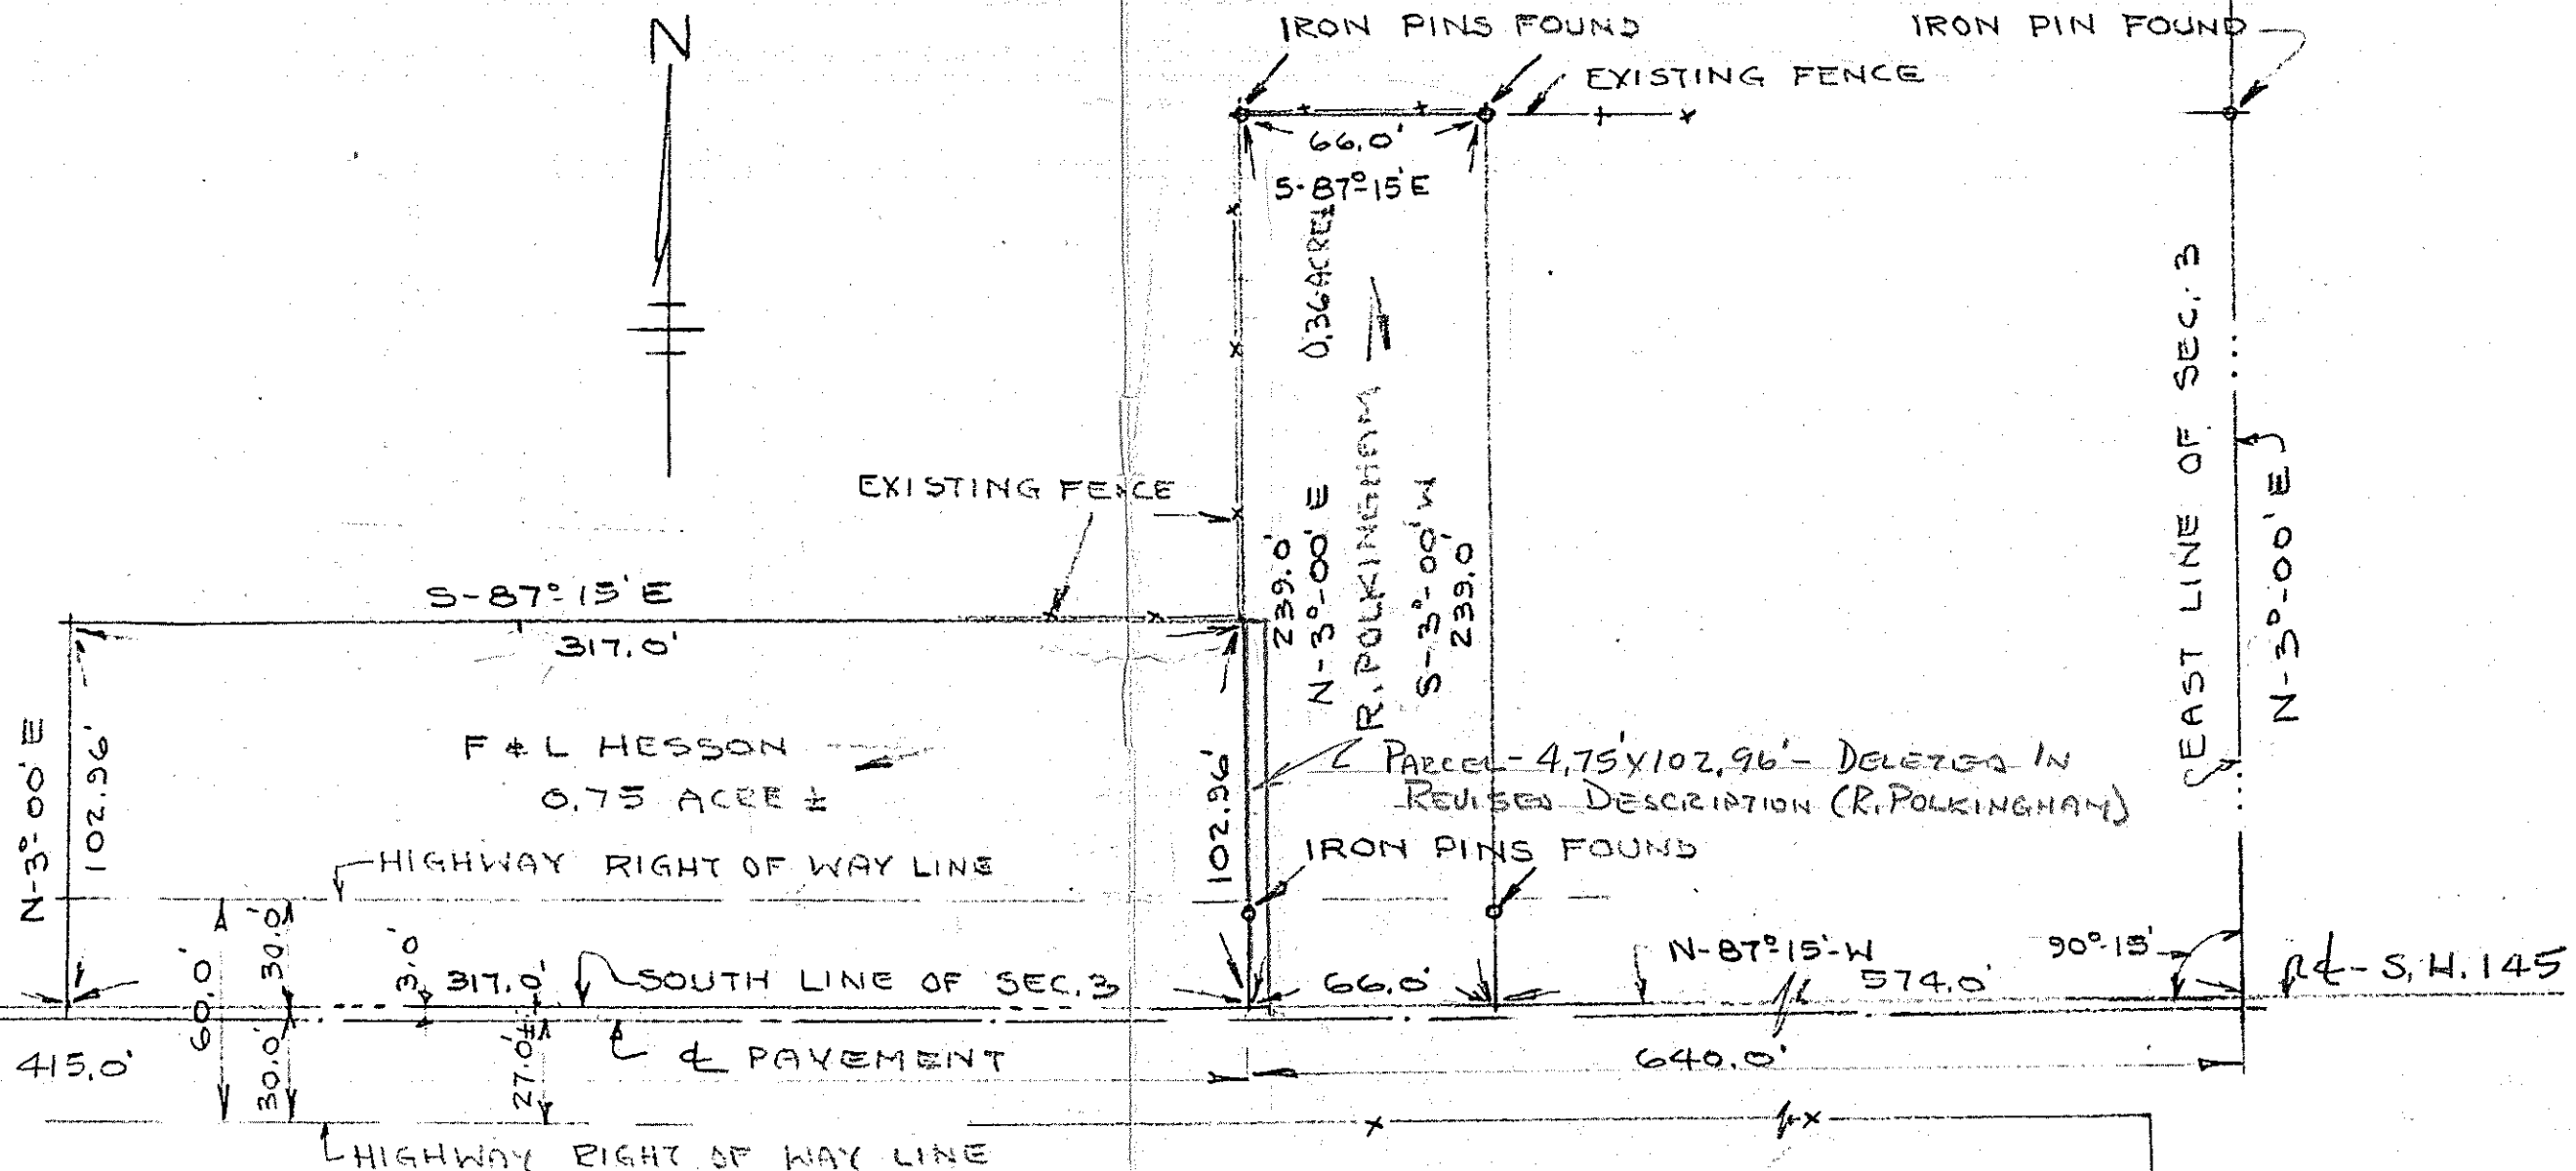 N
IRON PINS FOUND
IRON PIN FOUND
EXISTING FENCE
66.0'
S-87°-15'E
0.36 ACRE±
R. POLKINGHAM
239.0'
N-3°-00' E
S-3°-00' W
239.0'
EAST LINE OF SEC. 3
N-3°-00' E
EXISTING FENCE
S-87°-15' E
317.0'
N-3°-00' E
102.96'
F & L HESSON
0.75 ACRE ±
102.96'
PARCEL - 4.75'X102.96' - DELETED IN
REVISED DESCRIPTION (R. POLKINGHAM)
IRON PINS FOUND
HIGHWAY RIGHT OF WAY LINE
60.0'
30.0'
30.0'
3.0'
317.0'
SOUTH LINE OF SEC. 3
66.0'
N-87°-15'-W
574.0'
90°-15'
℄ - S.H. 145
415.0'
27.0'±
℄ PAVEMENT
640.0'
HIGHWAY RIGHT OF WAY LINE